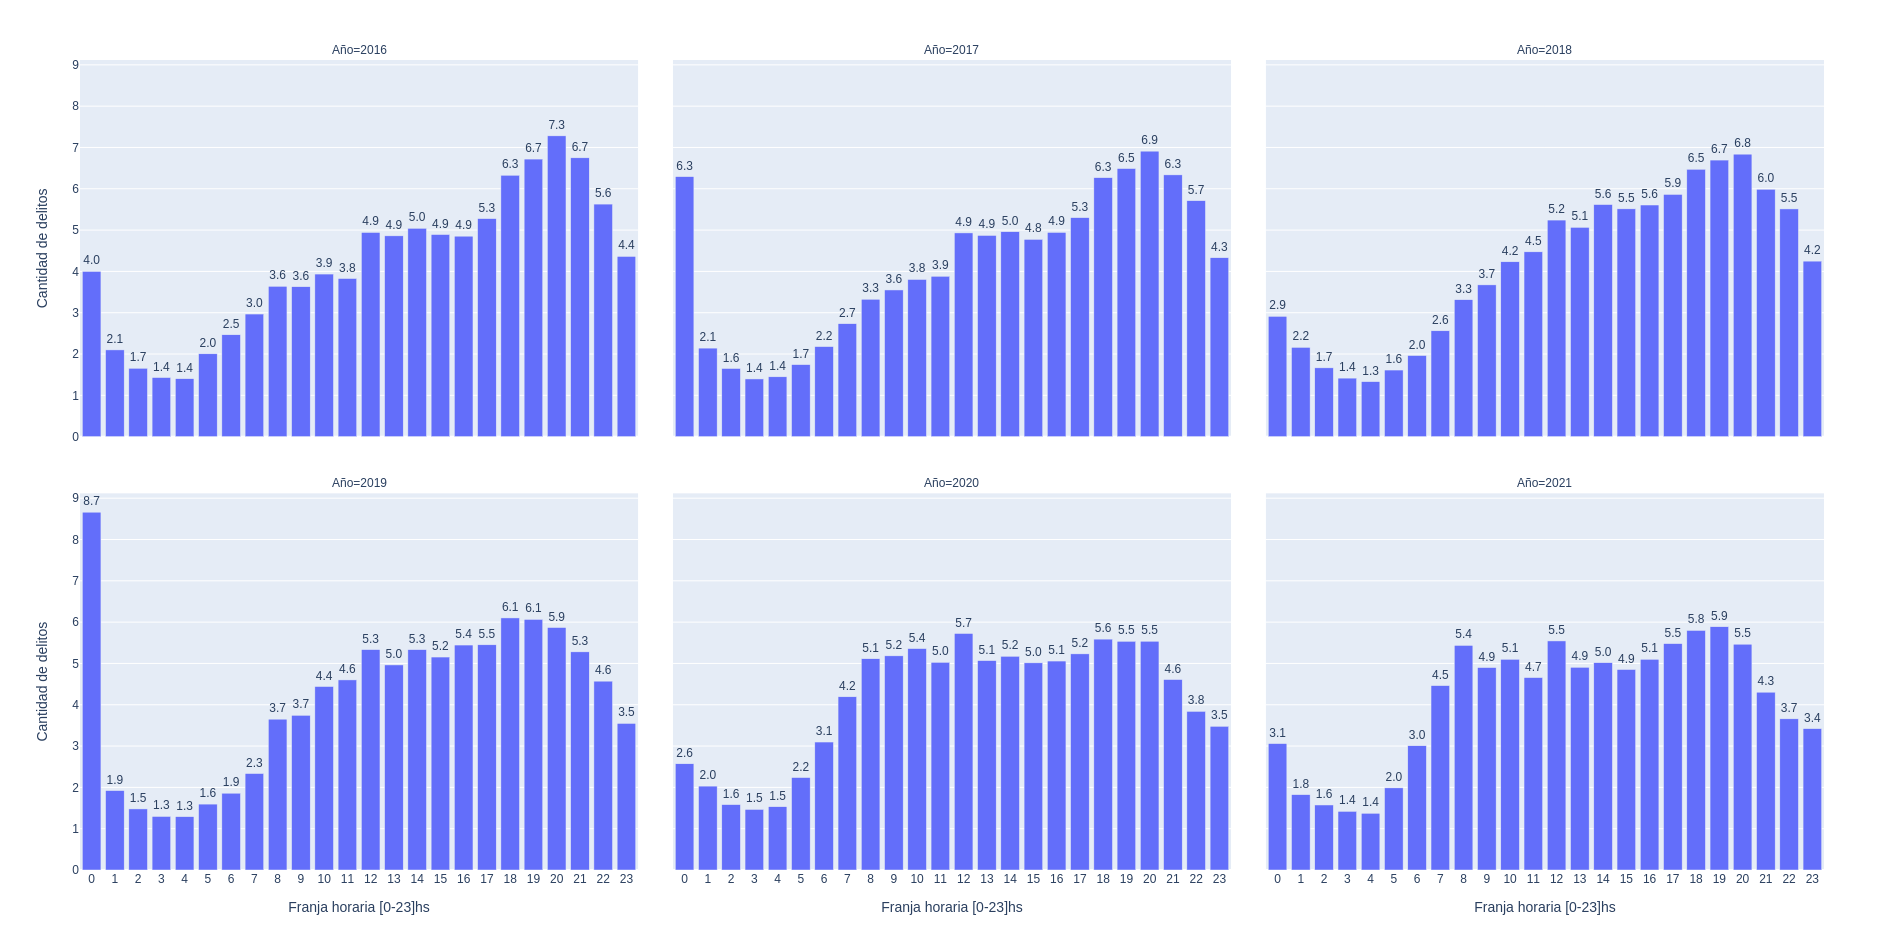 Año=2016
Año=2017
Año=2018
9
8
7
6
5
4
3
2
1
0
Cantidad de delitos
4.0 2.1 1.7 1.4 1.4 2.0 2.5 3.0 3.6 3.6 3.9 3.8 4.9 4.9 5.0 4.9 4.9 5.3 6.3 6.7 7.3 6.7 5.6 4.4
6.3 2.1 1.6 1.4 1.4 1.7 2.2 2.7 3.3 3.6 3.8 3.9 4.9 4.9 5.0 4.8 4.9 5.3 6.3 6.5 6.9 6.3 5.7 4.3
2.9 2.2 1.7 1.4 1.3 1.6 2.0 2.6 3.3 3.7 4.2 4.5 5.2 5.1 5.6 5.5 5.6 5.9 6.5 6.7 6.8 6.0 5.5 4.2
Año=2019
Año=2020
Año=2021
9
8
7
6
5
4
3
2
1
0
Cantidad de delitos
8.7 1.9 1.5 1.3 1.3 1.6 1.9 2.3 3.7 3.7 4.4 4.6 5.3 5.0 5.3 5.2 5.4 5.5 6.1 6.1 5.9 5.3 4.6 3.5
2.6 2.0 1.6 1.5 1.5 2.2 3.1 4.2 5.1 5.2 5.4 5.0 5.7 5.1 5.2 5.0 5.1 5.2 5.6 5.5 5.5 4.6 3.8 3.5
3.1 1.8 1.6 1.4 1.4 2.0 3.0 4.5 5.4 4.9 5.1 4.7 5.5 4.9 5.0 4.9 5.1 5.5 5.8 5.9 5.5 4.3 3.7 3.4
0 1 2 3 4 5 6 7 8 9 10 11 12 13 14 15 16 17 18 19 20 21 22 23
0 1 2 3 4 5 6 7 8 9 10 11 12 13 14 15 16 17 18 19 20 21 22 23
0 1 2 3 4 5 6 7 8 9 10 11 12 13 14 15 16 17 18 19 20 21 22 23
Franja horaria [0-23]hs
Franja horaria [0-23]hs
Franja horaria [0-23]hs